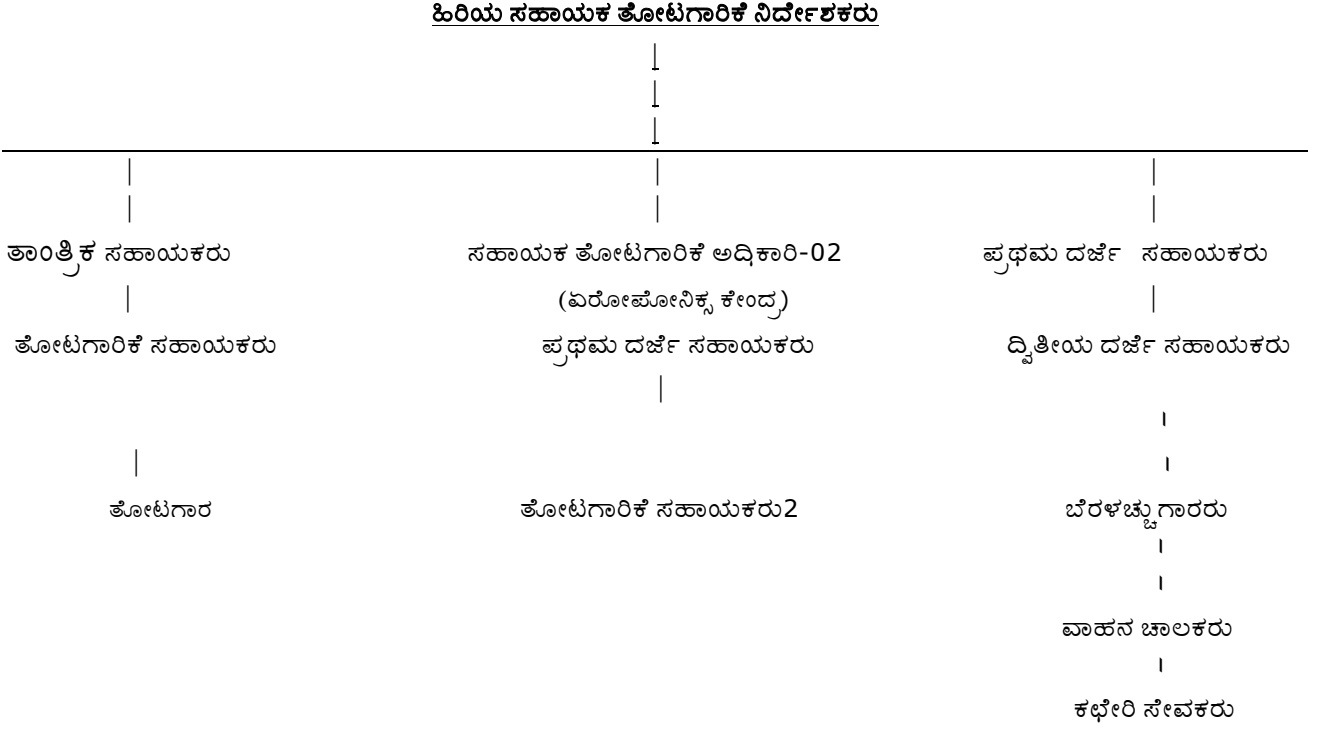 ಹಿರಿಯ ಸಹಾಯಕ ತೋಟಗಾರಿಕೆ ನಿರ್ದೇಶಕರು
ತಾಂತ್ರಿಕ ಸಹಾಯಕರು ಸಹಾಯಕ ತೋಟಗಾರಿಕೆ ಅಧಿಕಾರಿ-02 ಪ್ರಥಮ ದರ್ಜೆ ಸಹಾಯಕರು
(ಏರೋಪೋನಿಕ್ಸ ಕೇಂದ್ರ)
ತೋಟಗಾರಿಕೆ ಸಹಾಯಕರು ಪ್ರಥಮ ದರ್ಜೆ ಸಹಾಯಕರು ದ್ವಿತೀಯ ದರ್ಜೆ ಸಹಾಯಕರು
ತೋಟಗಾರ ತೋಟಗಾರಿಕೆ ಸಹಾಯಕರು2 ಬೆರಳಚ್ಚುಗಾರರು
ವಾಹನ ಚಾಲಕರು
ಕಛೇರಿ ಸೇವಕರು